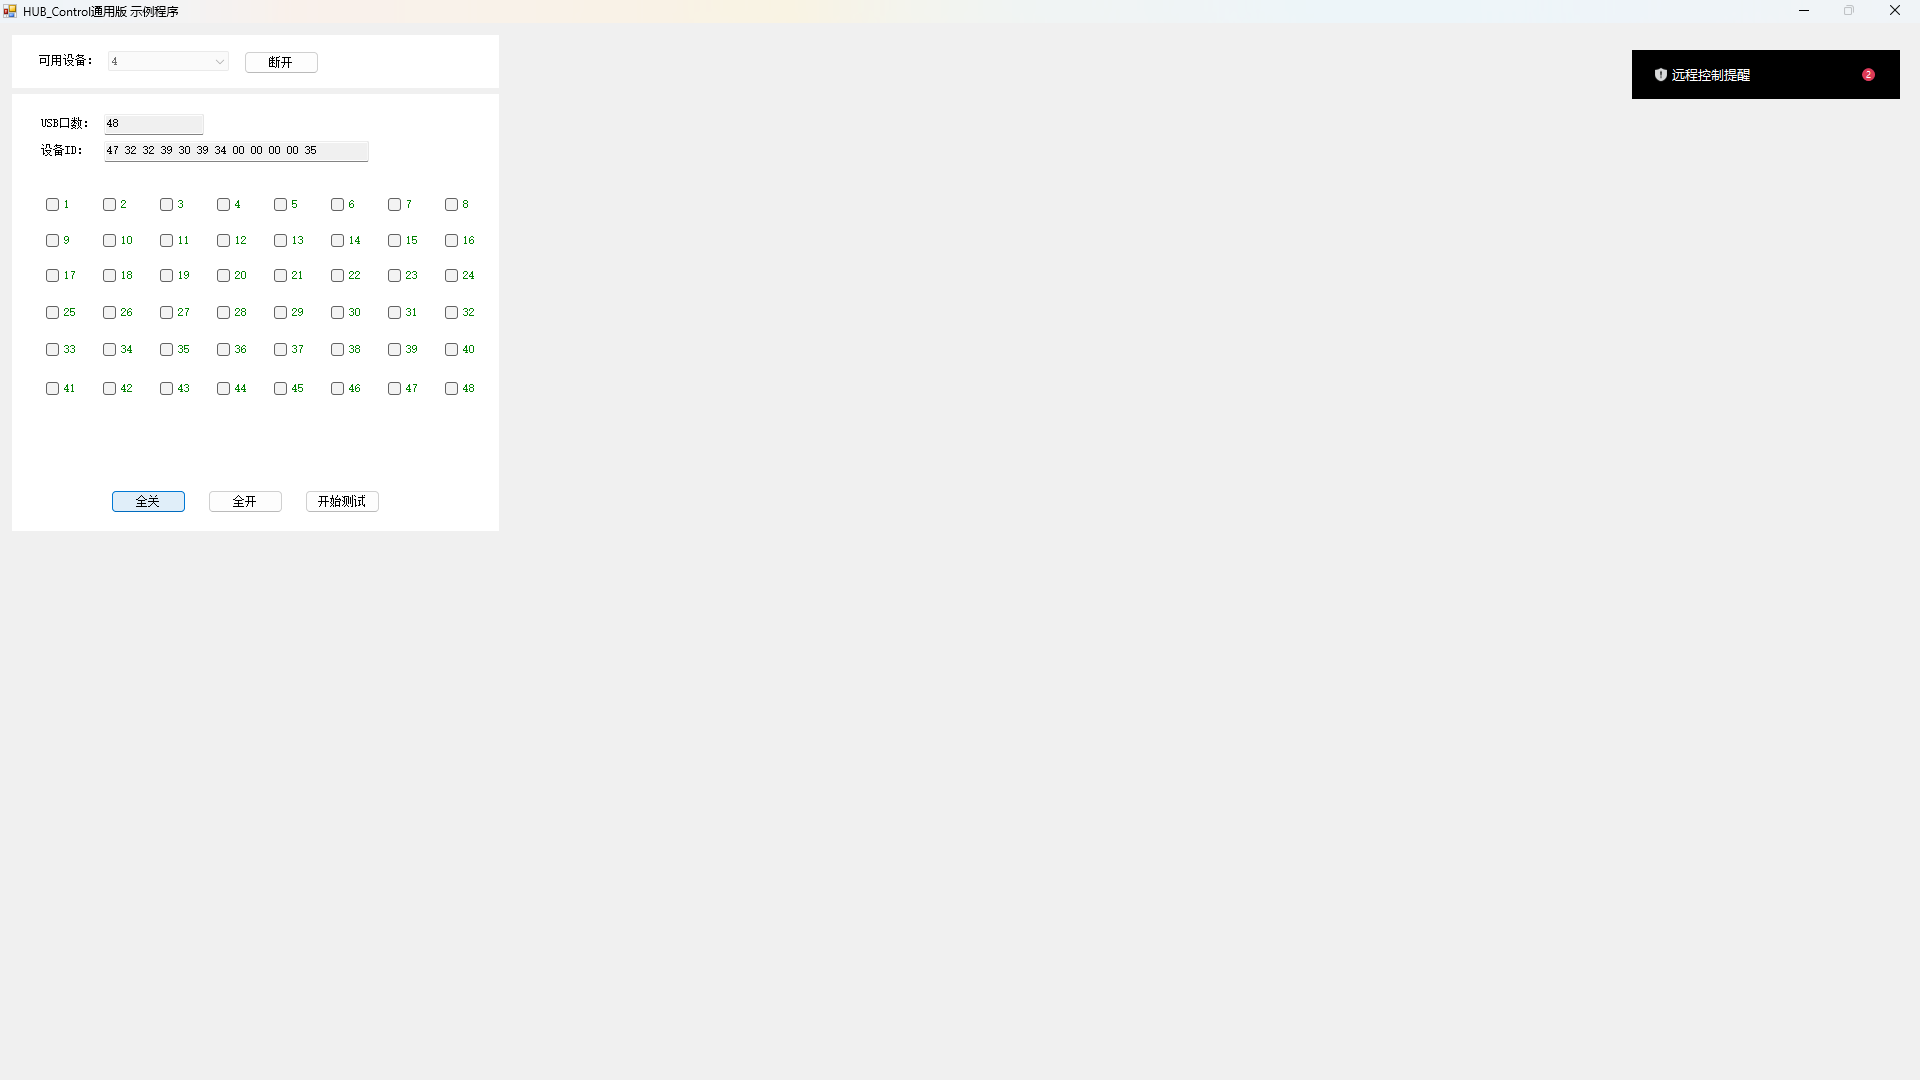 HUB_Control通用版 示例程序
可用设备： 4 断开
远程控制提醒 2
USB口数： 48
设备ID： 47 32 32 39 30 39 34 00 00 00 00 35
1 2 3 4 5 6 7 8
9 10 11 12 13 14 15 16
17 18 19 20 21 22 23 24
25 26 27 28 29 30 31 32
33 34 35 36 37 38 39 40
41 42 43 44 45 46 47 48
全关 全开 开始测试